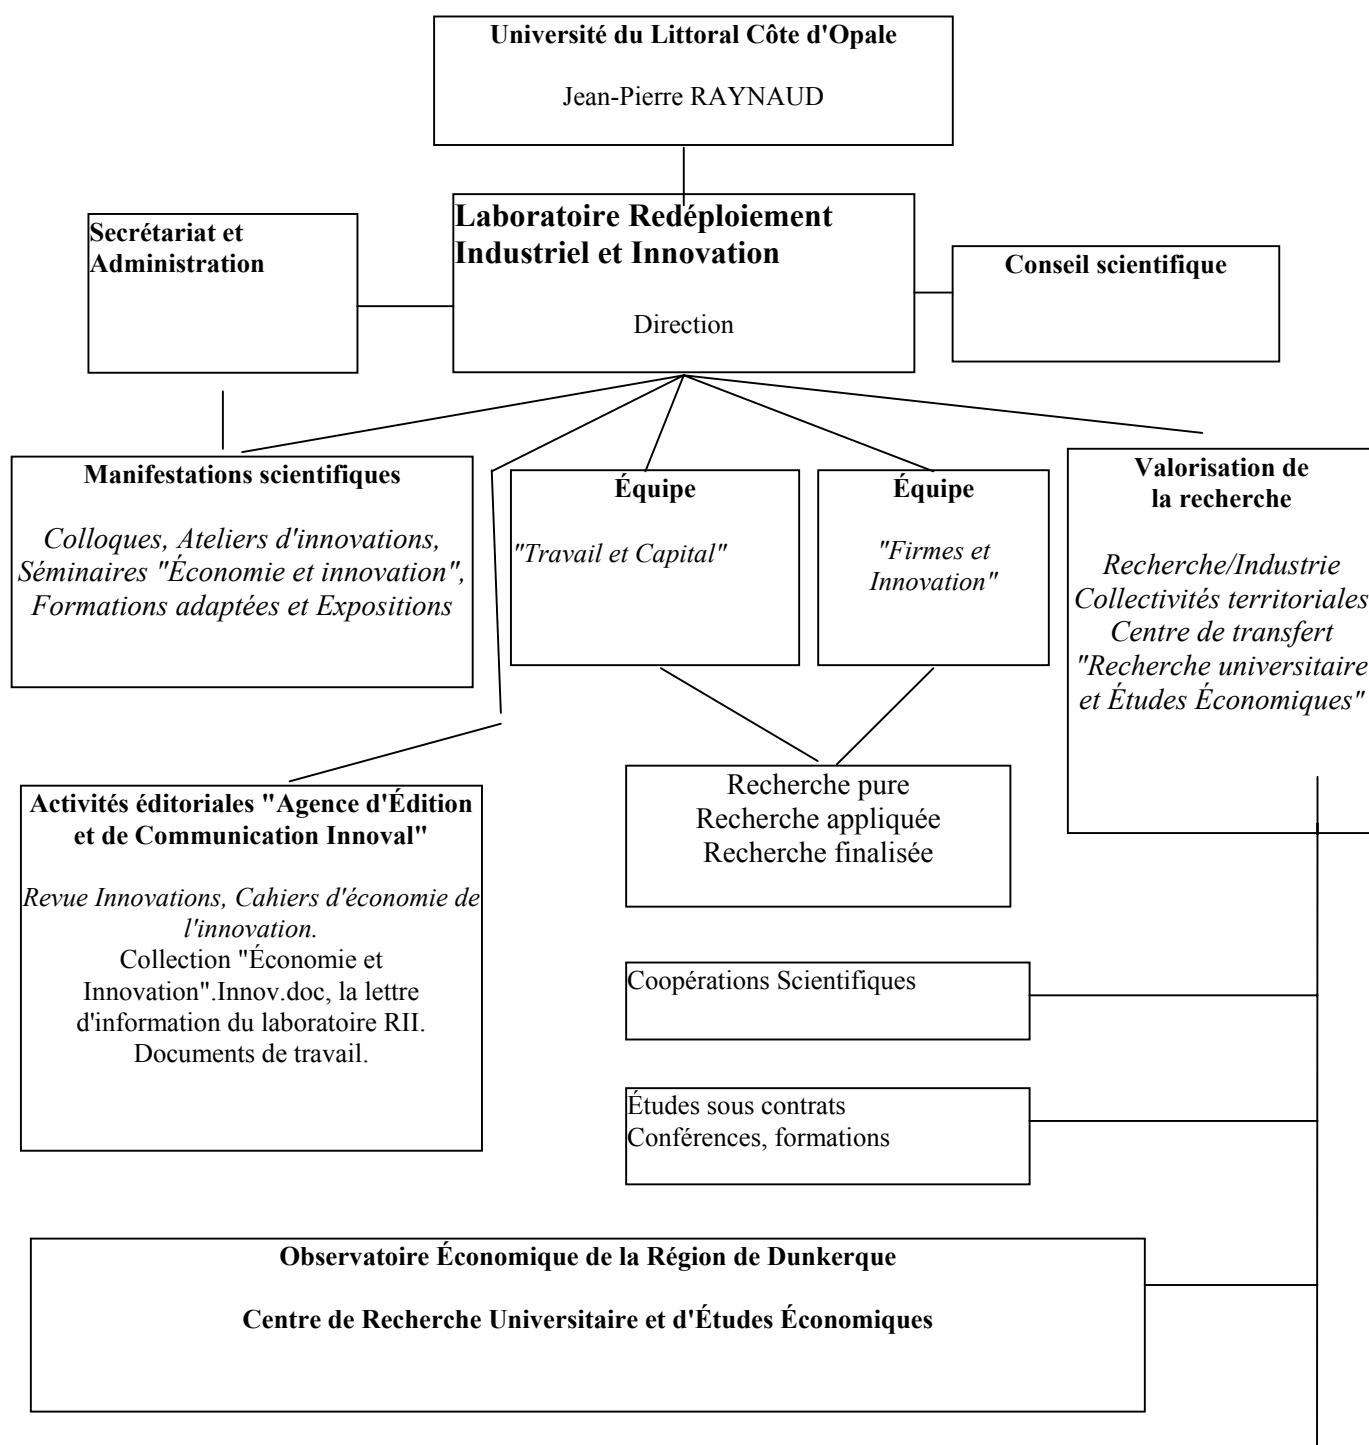 Université du Littoral Côte d'Opale
Jean-Pierre RAYNAUD
Laboratoire Redéploiement
Industriel et Innovation
Direction
Secrétariat et
Administration
Conseil scientifique
Manifestations scientifiques
Colloques, Ateliers d'innovations,
Séminaires "Économie et innovation",
Formations adaptées et Expositions
Équipe
"Travail et Capital"
Équipe
"Firmes et
Innovation"
Valorisation de
la recherche
Recherche/Industrie
Collectivités territoriales
Centre de transfert
"Recherche universitaire
et Études Économiques"
Activités éditoriales "Agence d'Édition
et de Communication Innoval"
Revue Innovations, Cahiers d'économie de
l'innovation.
Collection "Économie et
Innovation".Innov.doc, la lettre
d'information du laboratoire RII.
Documents de travail.
Recherche pure
Recherche appliquée
Recherche finalisée
Coopérations Scientifiques
Études sous contrats
Conférences, formations
Observatoire Économique de la Région de Dunkerque
Centre de Recherche Universitaire et d'Études Économiques